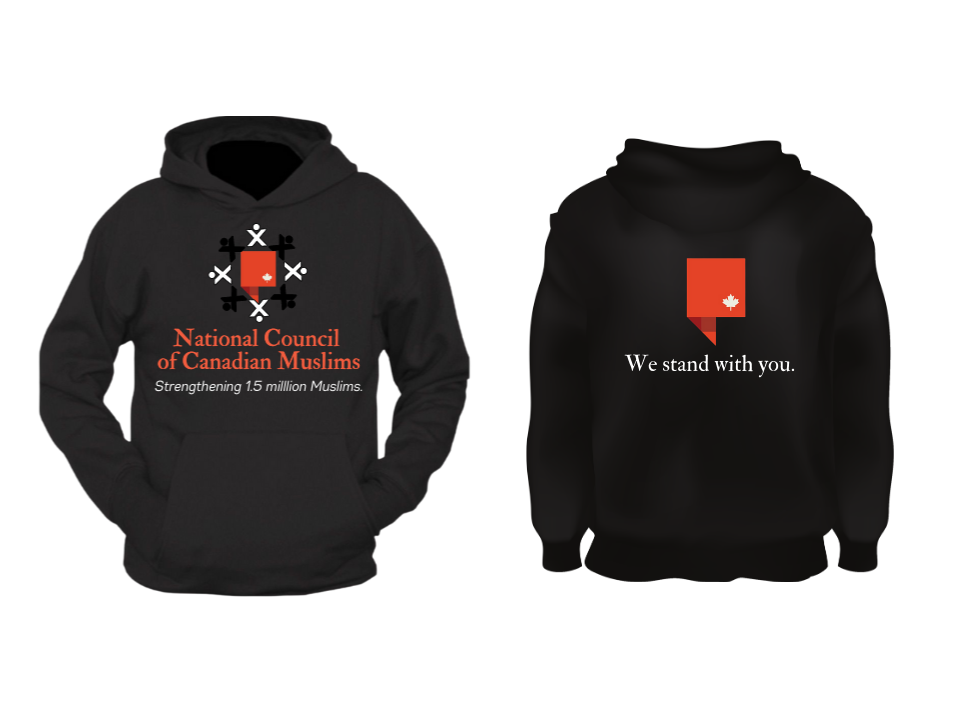 National Council
of Canadian Muslims
Strengthening 1.5 milllion Muslims.
We stand with you.